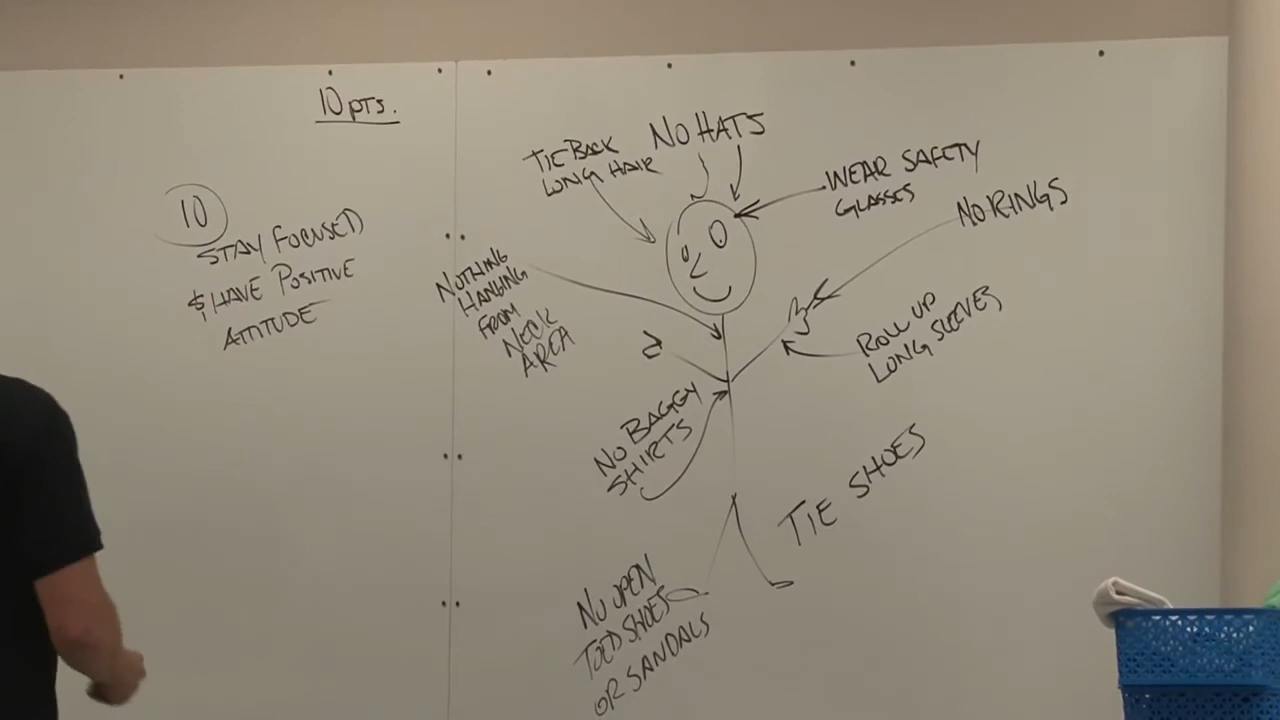 10 PTS.
10
STAY FOCUSED
& HAVE POSITIVE
ATTITUDE
TIE BACK
LONG HAIR
NO HATS
WEAR SAFETY
GLASSES
NO RINGS
NOTHING
HANGING
FROM
NECK
AREA
ROLL UP
LONG SLEEVES
NO BAGGY
SHIRTS
TIE SHOES
NO OPEN
TOED SHOES
OR SANDALS